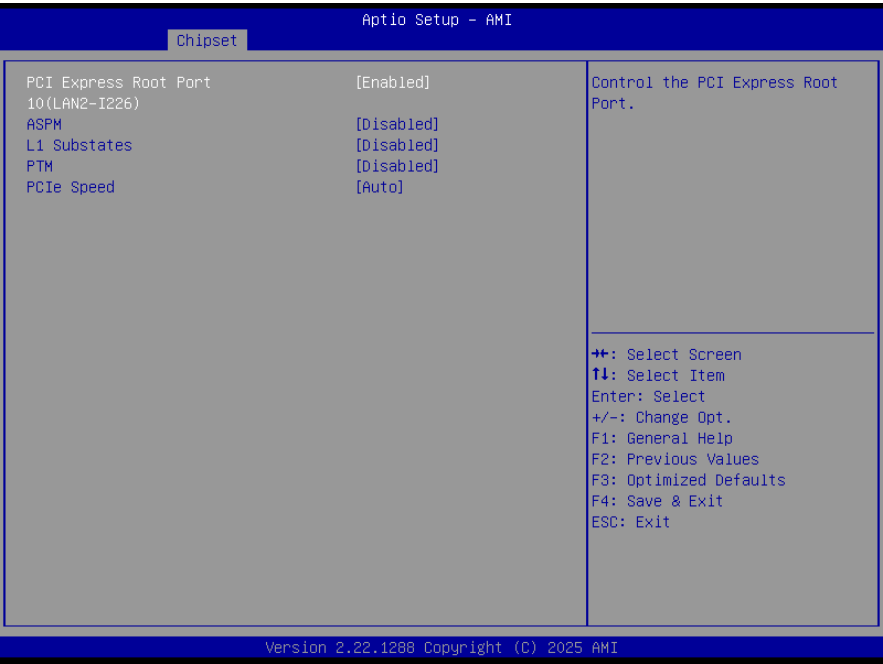 Aptio Setup – AMI
Chipset
PCI Express Root Port [Enabled]
10(LAN2-I226)
ASPM [Disabled]
L1 Substates [Disabled]
PTM [Disabled]
PCIe Speed [Auto]
Control the PCI Express Root
Port.
→←: Select Screen
↑↓: Select Item
Enter: Select
+/-: Change Opt.
F1: General Help
F2: Previous Values
F3: Optimized Defaults
F4: Save & Exit
ESC: Exit
Version 2.22.1288 Copyright (C) 2025 AMI